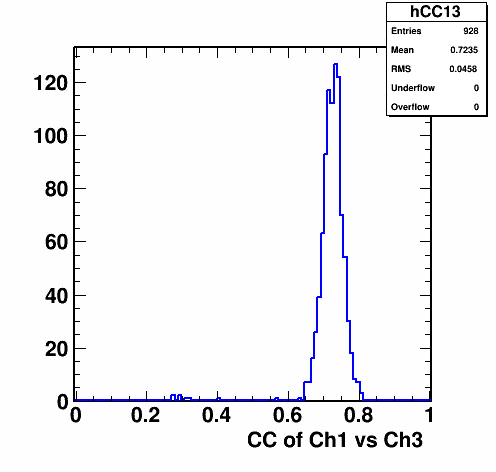 hCC13
Entries 928
Mean 0.7235
RMS 0.0458
Underflow 0
Overflow 0
120
100
80
60
40
20
0
0 0.2 0.4 0.6 0.8 1
CC of Ch1 vs Ch3